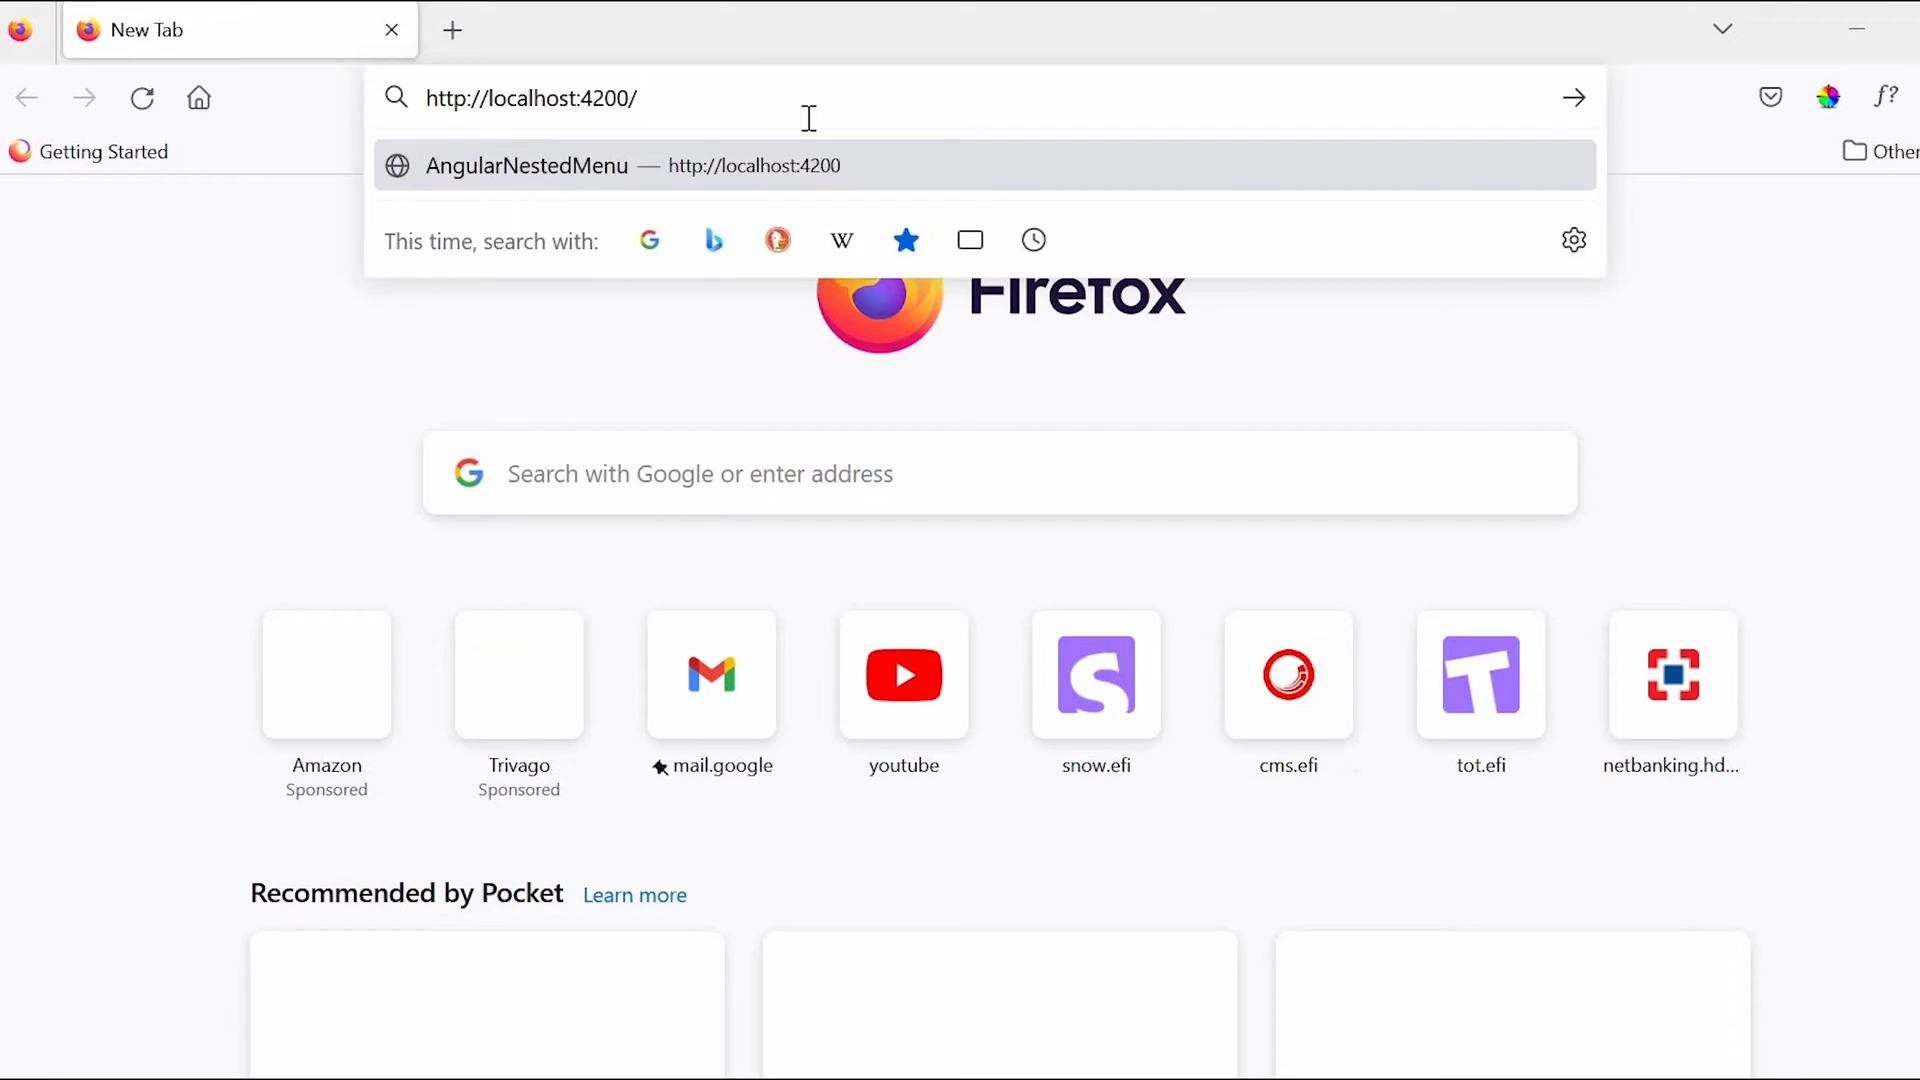 New Tab
http://localhost:4200/
f?
Getting Started
Other
AngularNestedMenu — http://localhost:4200
This time, search with:
W
Firefox
Search with Google or enter address
Amazon
Sponsored
Trivago
Sponsored
mail.google
youtube
S
snow.efi
cms.efi
T
tot.efi
netbanking.hd...
Recommended by Pocket Learn more